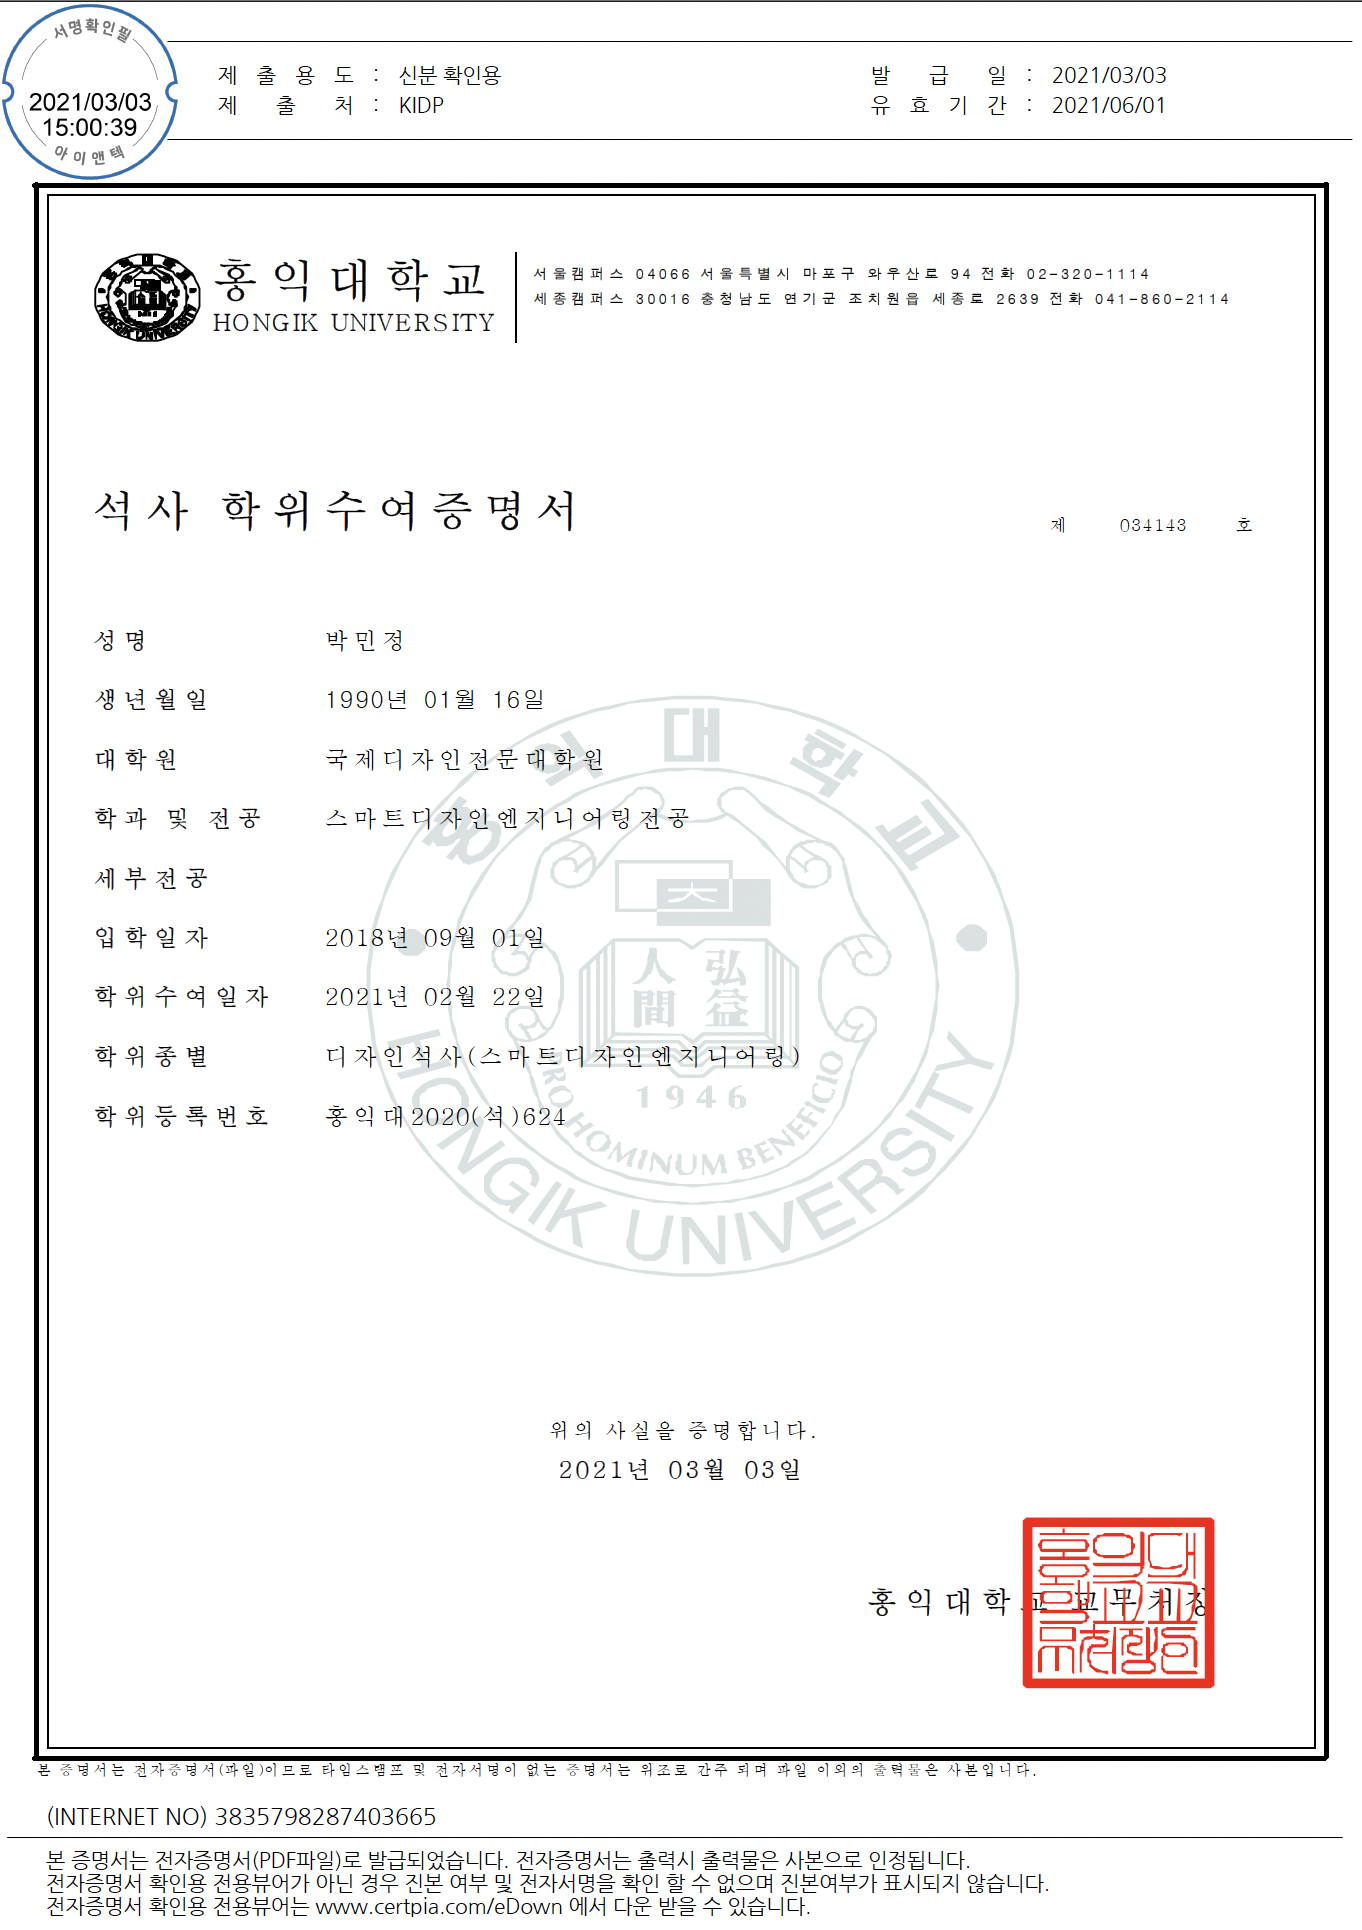 서명확인필
2021/03/03
15:00:39
아이앤텍
제 출 용 도 : 신분 확인용
제 출 처 : KIDP
발 급 일 : 2021/03/03
유 효 기 간 : 2021/06/01
홍익대학교
HONGIK UNIVERSITY
서울캠퍼스 04066 서울특별시 마포구 와우산로 94 전화 02-320-1114
세종캠퍼스 30016 충청남도 연기군 조치원읍 세종로 2639 전화 041-860-2114
석사 학위수여증명서
제 034143 호
성명 박민정
생년월일 1990년 01월 16일
대학원 국제디자인전문대학원
학과 및 전공 스마트디자인엔지니어링전공
세부전공
입학일자 2018년 09월 01일
학위수여일자 2021년 02월 22일
학위종별 디자인석사(스마트디자인엔지니어링)
학위등록번호 홍익대2020(석)624
홍익대학교
大
人 弘
間 益
1946
PRO HOMINUM BENEFICIO
HONGIK UNIVERSITY
위의 사실을 증명합니다.
2021년 03월 03일
홍익대학교 교무처장
홍익대
학교교
무처장인
본 증명서는 전자증명서(파일)이므로 타임스탬프 및 전자서명이 없는 증명서는 위조로 간주 되며 파일 이외의 출력물은 사본입니다.
(INTERNET NO) 3835798287403665
본 증명서는 전자증명서(PDF파일)로 발급되었습니다. 전자증명서는 출력시 출력물은 사본으로 인정됩니다.
전자증명서 확인용 전용뷰어가 아닌 경우 진본 여부 및 전자서명을 확인 할 수 없으며 진본여부가 표시되지 않습니다.
전자증명서 확인용 전용뷰어는 www.certpia.com/eDown 에서 다운 받을 수 있습니다.